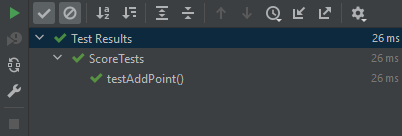 Test Results 26 ms
ScoreTests 26 ms
testAddPoint() 26 ms